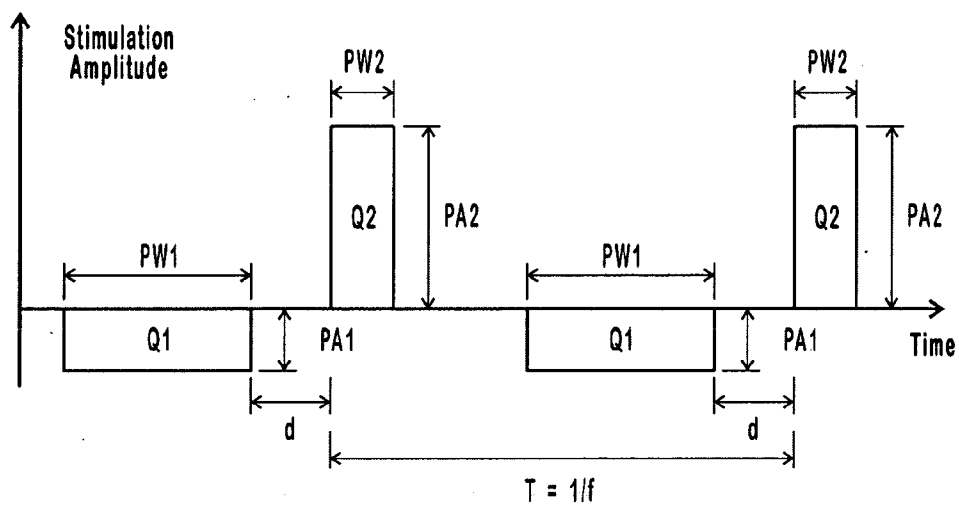 Stimulation
Amplitude
PW2
PW2
Q2
PA2
Q2
PA2
PW1
PW1
Q1
PA1
Q1
PA1
Time
d
d
T = 1/f